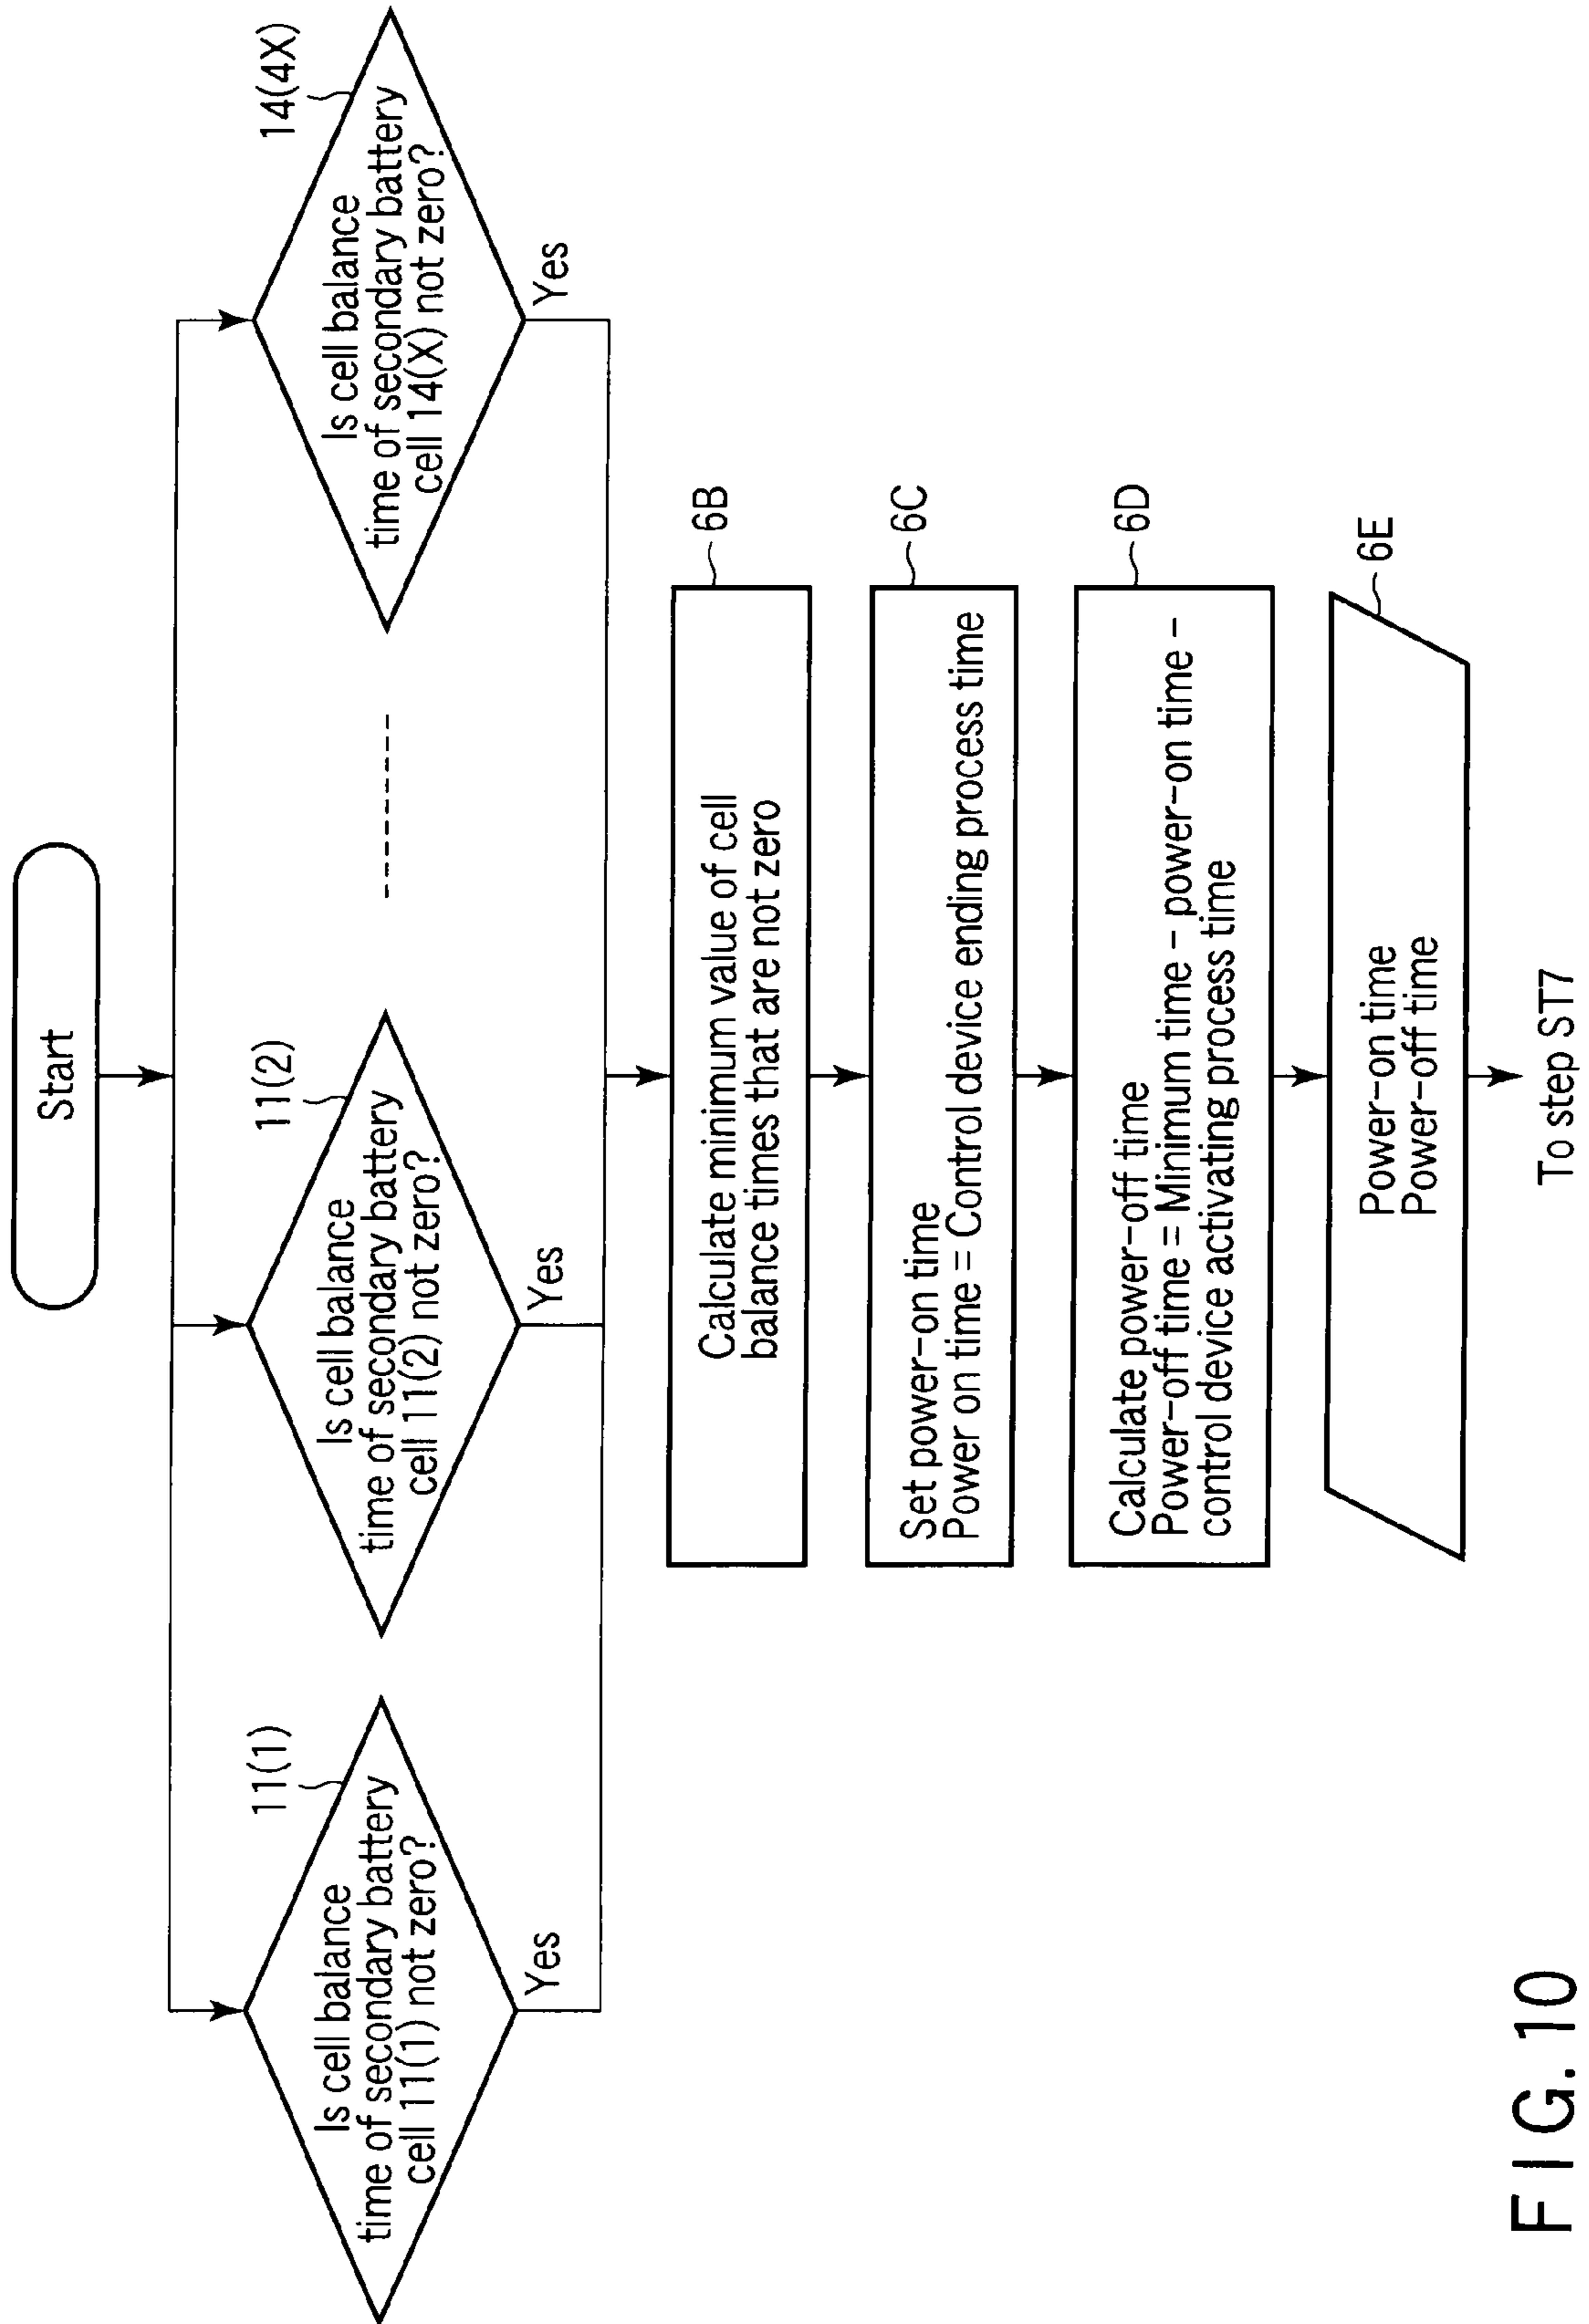 Start
11(1)
Is cell balance
time of secondary battery
cell 11(1) not zero?
Yes
11(2)
Is cell balance
time of secondary battery
cell 11(2) not zero?
Yes
14(4X)
Is cell balance
time of secondary battery
cell 14(X) not zero?
Yes
6B
Calculate minimum value of cell
balance times that are not zero
6C
Set power-on time
Power on time = Control device ending process time
6D
Calculate power-off time
Power-off time = Minimum time - power-on time -
control device activating process time
6E
Power-on time
Power-off time
To step ST7
FIG. 10